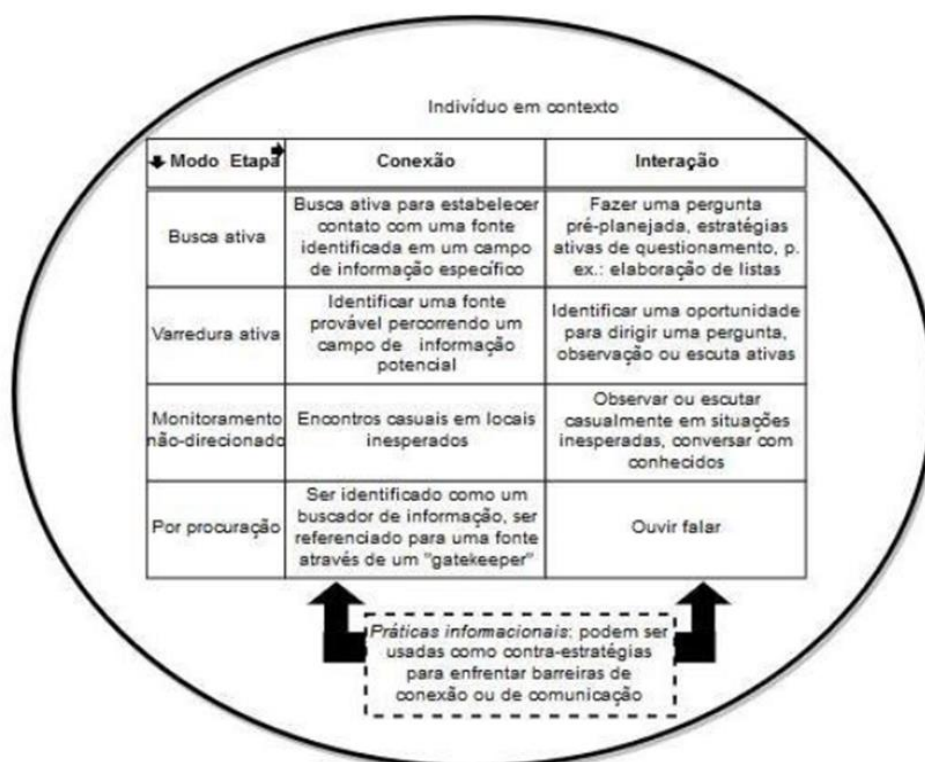 Indivíduo em contexto
Modo Etapa
Conexão
Interação
Busca ativa
Busca ativa para estabelecer
contato com uma fonte
identificada em um campo
de informação específico
Fazer uma pergunta
pré-planejada, estratégias
ativas de questionamento, p.
ex.: elaboração de listas
Varredura ativa
Identificar uma fonte
provável percorrendo um
campo de informação
potencial
Identificar uma oportunidade
para dirigir uma pergunta,
observação ou escuta ativas
Monitoramento
não-direcionado
Encontros casuais em locais
inesperados
Observar ou escutar
casualmente em situações
inesperadas, conversar com
conhecidos
Por procuração
Ser identificado como um
buscador de informação, ser
referenciado para uma fonte
através de um "gatekeeper"
Ouvir falar
Práticas informacionais: podem ser
usadas como contra-estratégias
para enfrentar barreiras de
conexão ou de comunicação